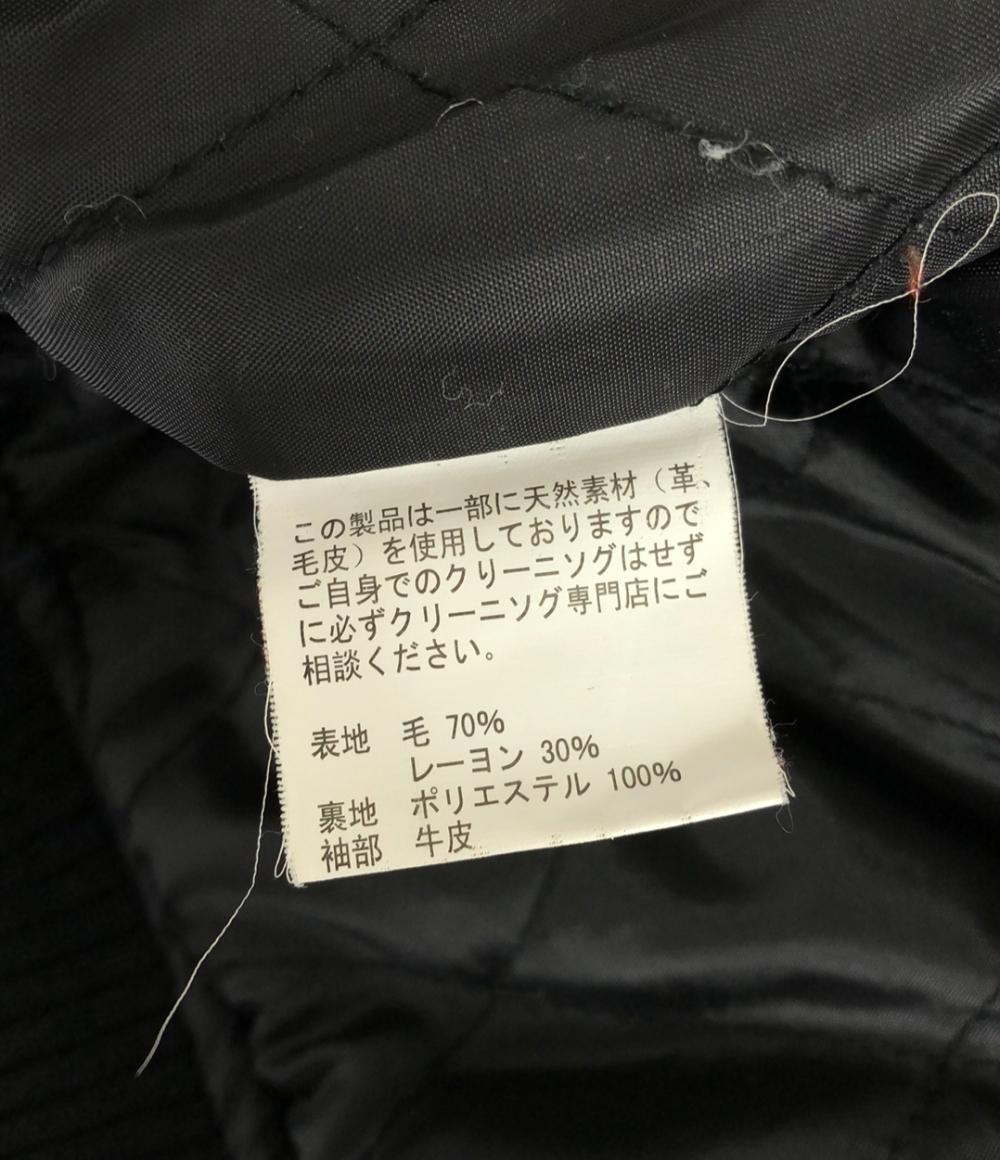 この製品は一部に天然素材（革、
毛皮）を使用しておりますので
ご自身でのクリーニソグはせず
に必ずクリーニソグ専門店にご
相談ください。
表地 毛 70%
レーヨン 30%
裏地 ポリエステル 100%
袖部 牛皮